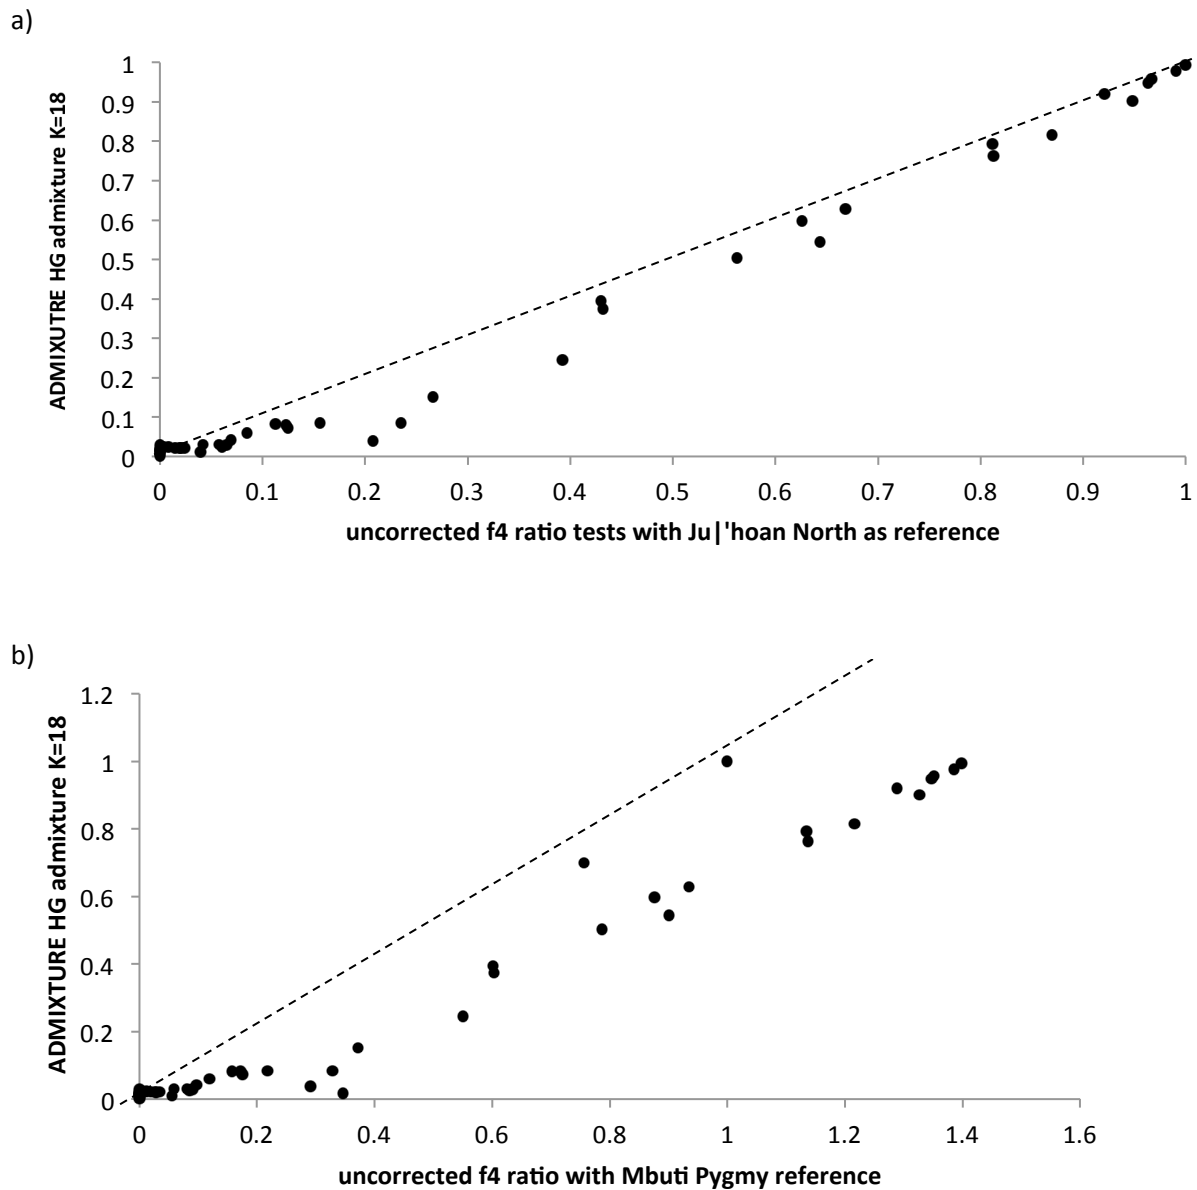 a)
ADMIXUTRE HG admixture K=18
1
0.9
0.8
0.7
0.6
0.5
0.4
0.3
0.2
0.1
0
0 0.1 0.2 0.3 0.4 0.5 0.6 0.7 0.8 0.9 1
uncorrected f4 ratio tests with Ju|'hoan North as reference
b)
ADMIXTURE HG admixture K=18
1.2
1
0.8
0.6
0.4
0.2
0
0 0.2 0.4 0.6 0.8 1 1.2 1.4 1.6
uncorrected f4 ratio with Mbuti Pygmy reference